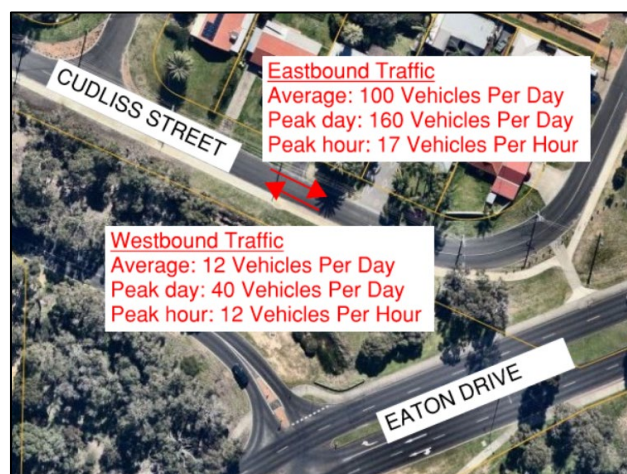 CUDLISS STREET
Eastbound Traffic
Average: 100 Vehicles Per Day
Peak day: 160 Vehicles Per Day
Peak hour: 17 Vehicles Per Hour
Westbound Traffic
Average: 12 Vehicles Per Day
Peak day: 40 Vehicles Per Day
Peak hour: 12 Vehicles Per Hour
EATON DRIVE